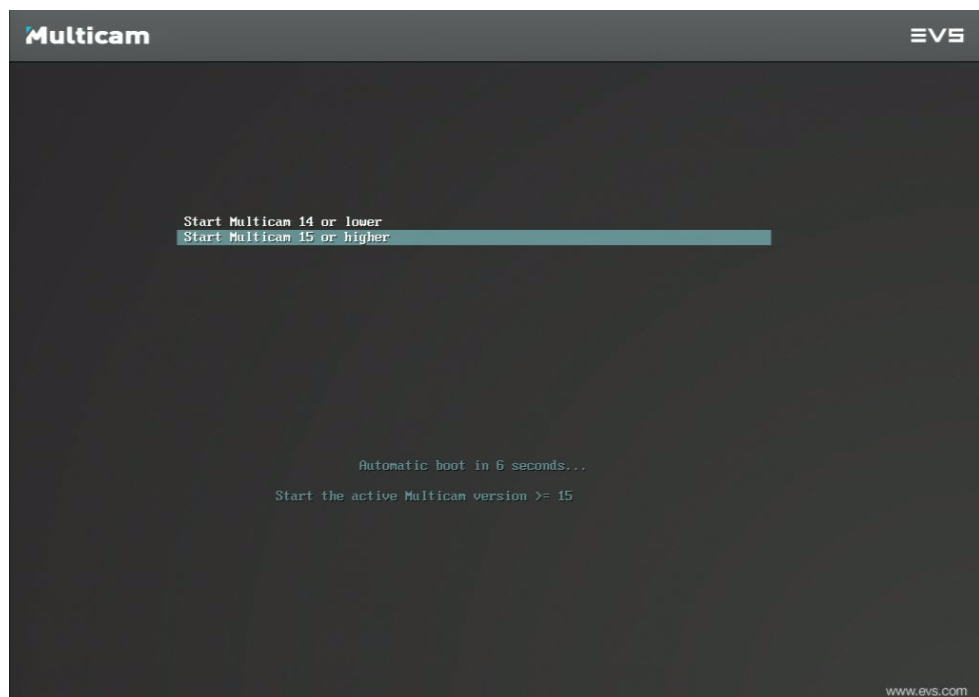 Multicam
EVS
Start Multicam 14 or lower
Start Multicam 15 or higher
Automatic boot in 6 seconds...
Start the active Multicam version >= 15
www.evs.com